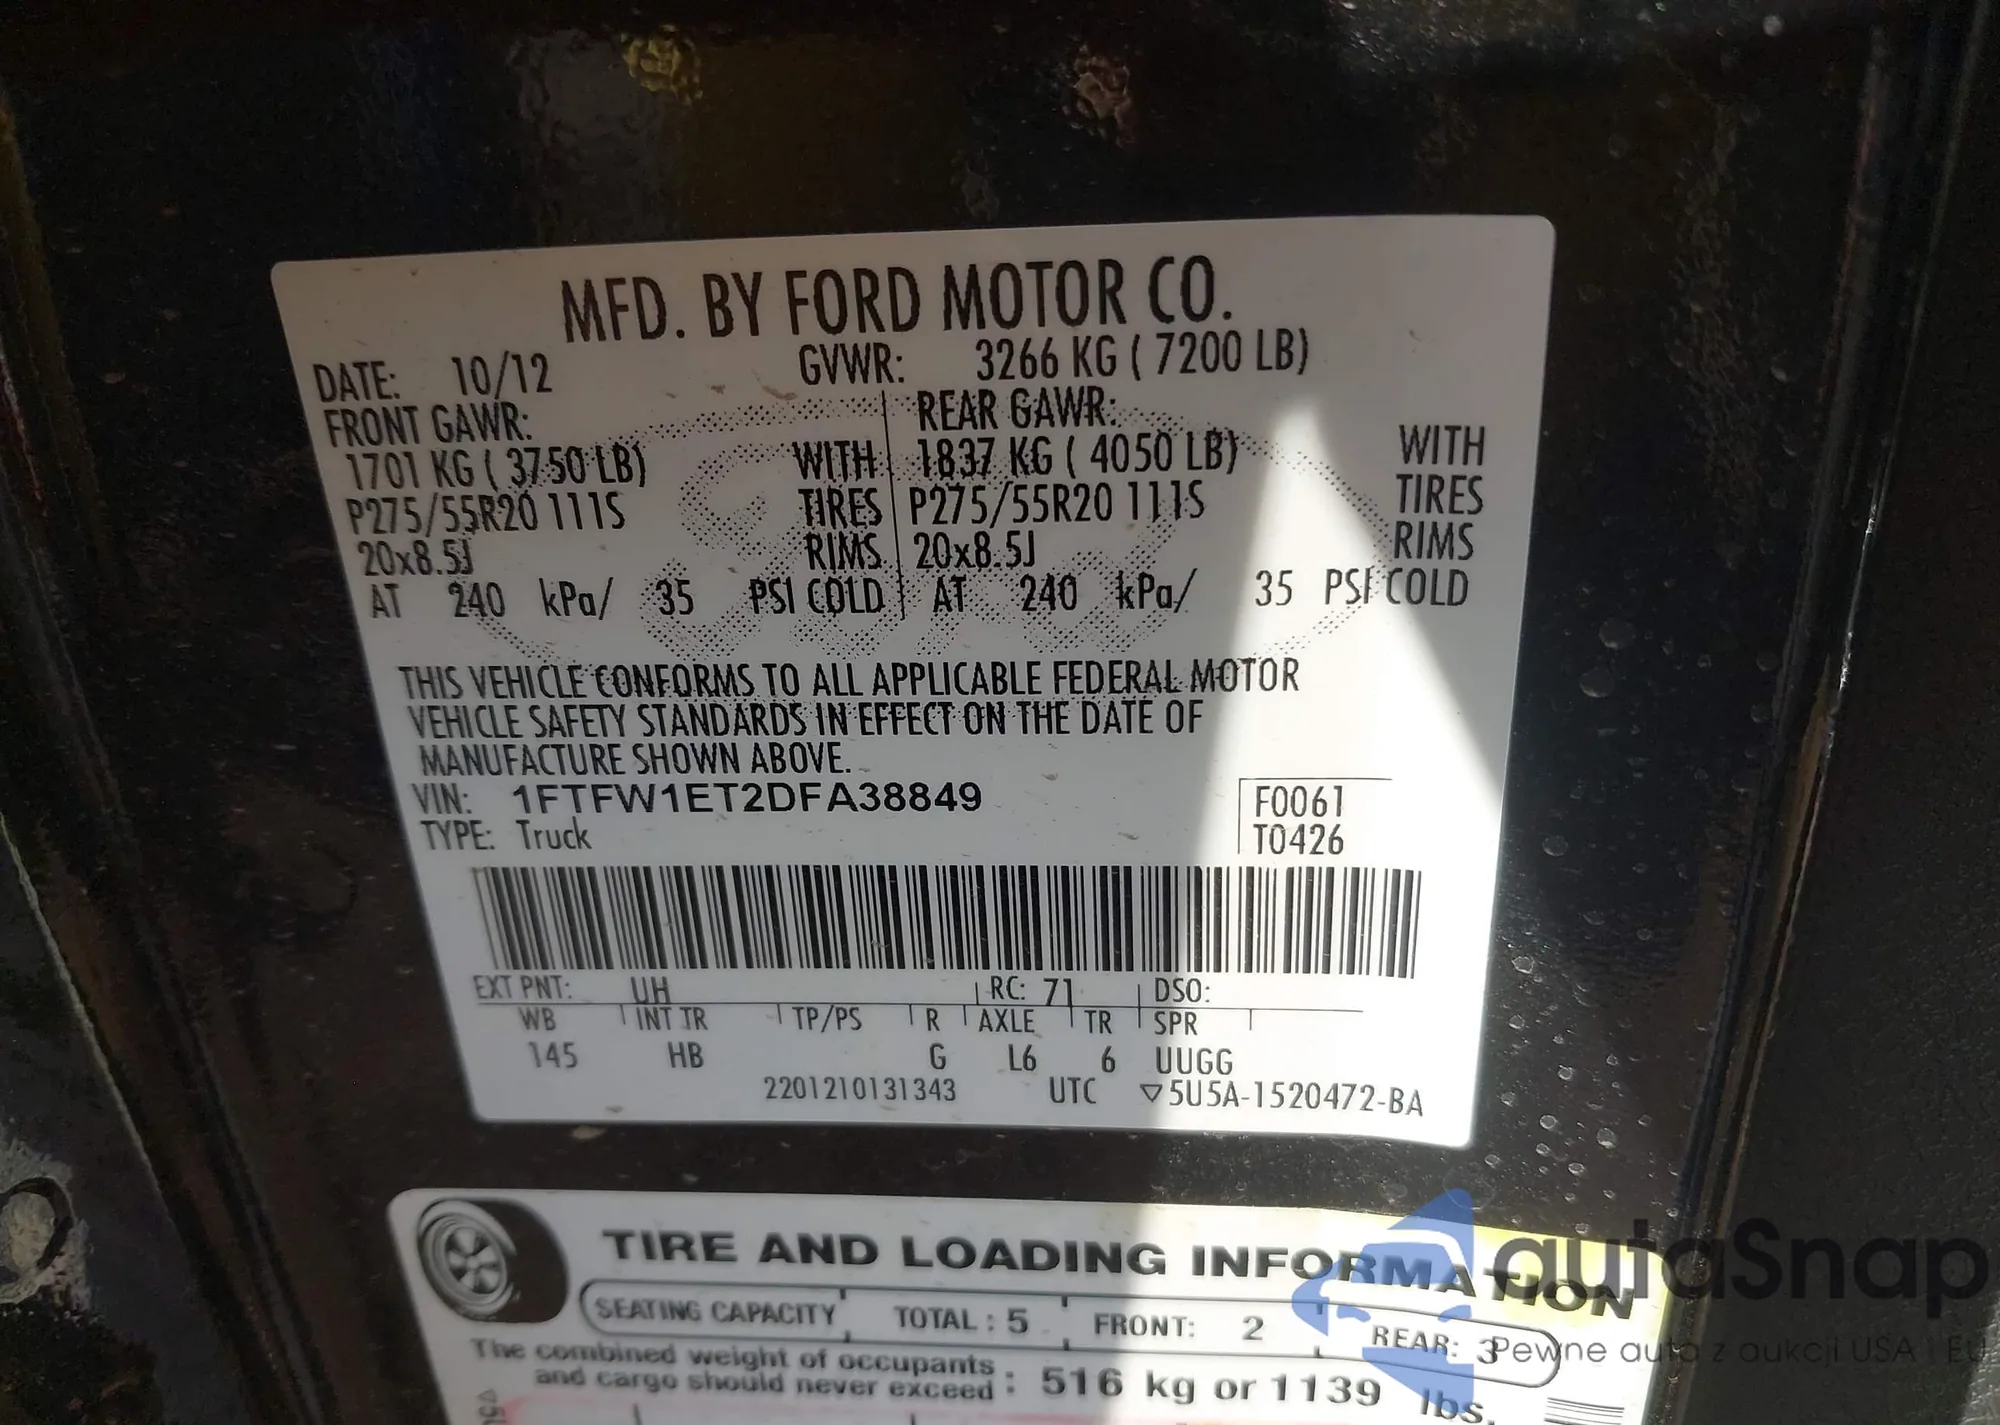 MFD. BY FORD MOTOR CO.
DATE: 10/12 GVWR: 3266 KG ( 7200 LB)
FRONT GAWR: REAR GAWR:
1701 KG ( 3750 LB) WITH 1837 KG ( 4050 LB) WITH
P275/55R20 111S TIRES P275/55R20 111S TIRES
20x8.5J RIMS 20x8.5J RIMS
AT 240 kPa/ 35 PSI COLD AT 240 kPa/ 35 PSI COLD
THIS VEHICLE CONFORMS TO ALL APPLICABLE FEDERAL MOTOR
VEHICLE SAFETY STANDARDS IN EFFECT ON THE DATE OF
MANUFACTURE SHOWN ABOVE.
VIN: 1FTFW1ET2DFA38849 F0061
TYPE: Truck T0426
EXT PNT: UH RC: 71 DSO:
WB INT TR TP/PS R AXLE TR SPR
145 HB G L6 6 UUGG
2201210131343 UTC ▽5U5A-1520472-BA
TIRE AND LOADING INFORMATION
SEATING CAPACITY TOTAL : 5 FRONT: 2 REAR: 3
The combined weight of occupants
and cargo should never exceed : 516 kg or 1139 lbs.
autaSnap
Pewne auta z aukcji USA i EU